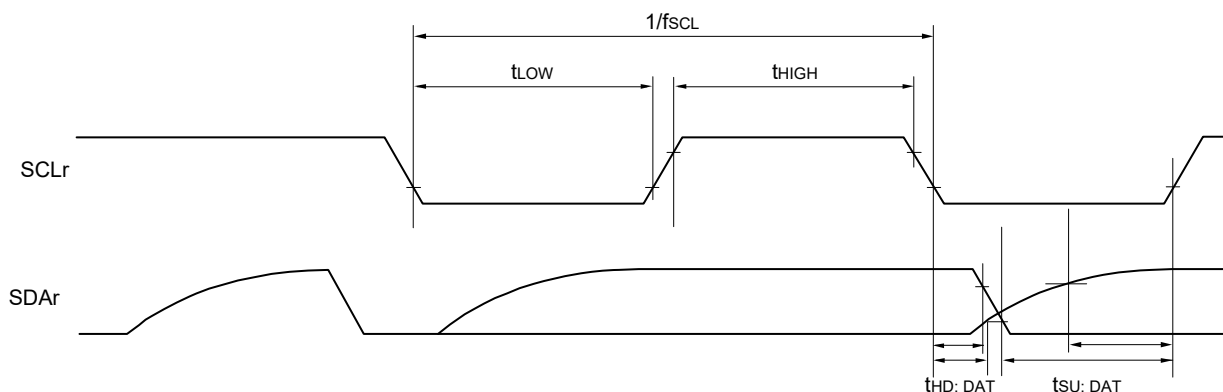 1/fSCL
tLOW
tHIGH
SCLr
SDAr
tHD: DAT
tSU: DAT